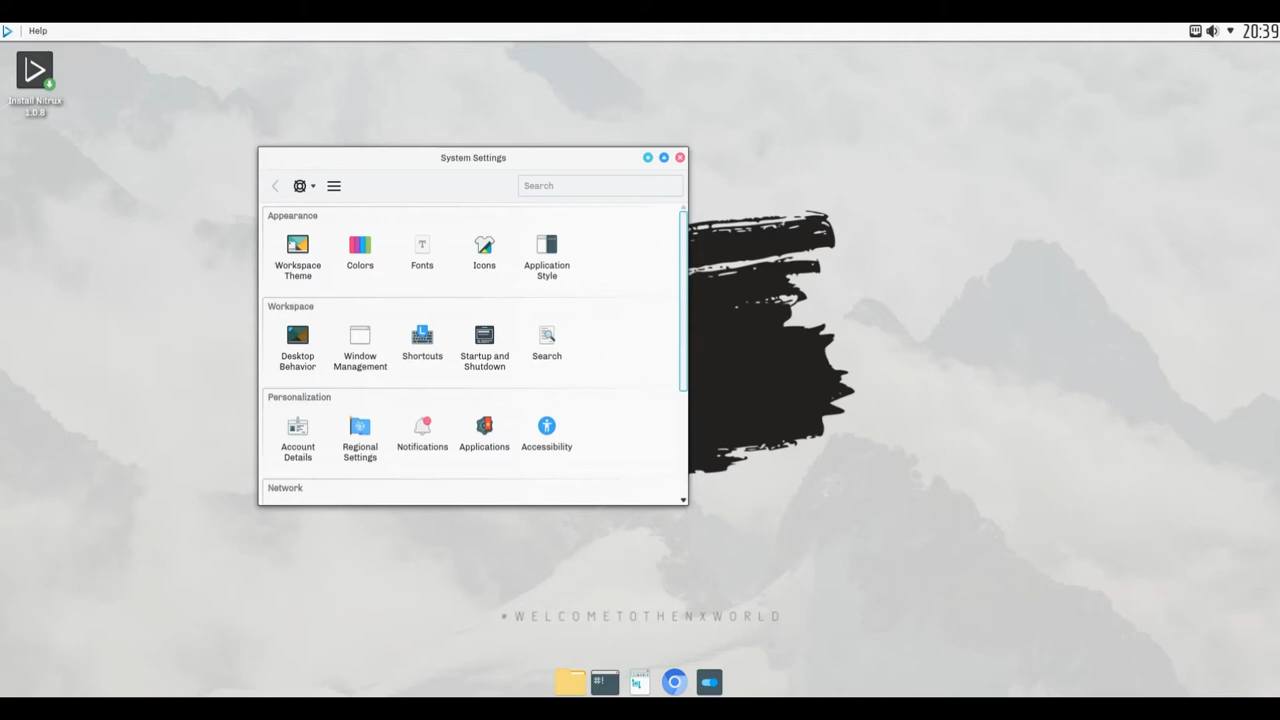 Help
20:39
Install Nitrux
1.0.8
System Settings
Search
Appearance
Workspace
Theme
Colors
Fonts
Icons
Application
Style
Workspace
Desktop
Behavior
Window
Management
Shortcuts
Startup and
Shutdown
Search
Personalization
Account
Details
Regional
Settings
Notifications
Applications
Accessibility
Network
#WELCOMETOTHENXWORLD
#!